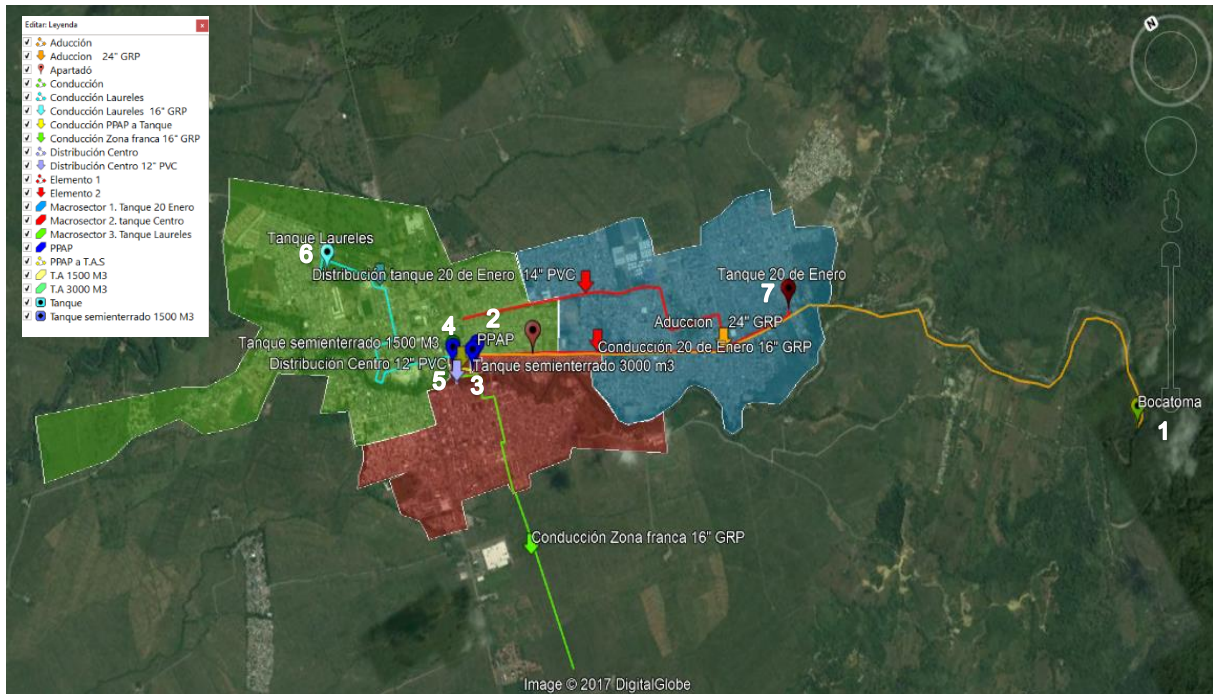 Editar: Leyenda
x
Aducción
Aduccion 24" GRP
Apartadó
Conducción
Conducción Laureles
Conducción Laureles 16" GRP
Conducción PPAP a Tanque
Conducción Zona franca 16" GRP
Distribución Centro
Distribución Centro 12" PVC
Elemento 1
Elemento 2
Macrosector 1. Tanque 20 Enero
Macrosector 2. tanque Centro
Macrosector 3. Tanque Laureles
PPAP
PPAP a T.A.S
T.A 1500 M3
T.A 3000 M3
Tanque
Tanque semienterrado 1500 M3
N
Tanque Laureles
6
Distribución tanque 20 de Enero 14" PVC
Tanque 20 de Enero
7
4
2
Aduccion 24" GRP
Tanque semienterrado 1500 M3
PPAP
Conducción 20 de Enero 16" GRP
Distribución Centro 12" PVC
Tanque semienterrado 3000 m3
5
3
Bocatoma
1
Conducción Zona franca 16" GRP
Image © 2017 DigitalGlobe